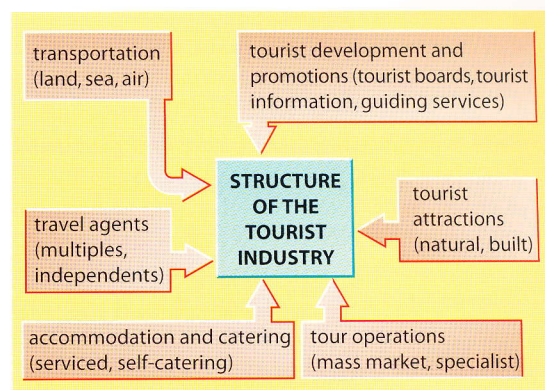 transportation
(land, sea, air)
tourist development and
promotions (tourist boards, tourist
information, guiding services)
STRUCTURE
OF THE
TOURIST
INDUSTRY
tourist
attractions
(natural, built)
travel agents
(multiples,
independents)
accommodation and catering
(serviced, self-catering)
tour operations
(mass market, specialist)